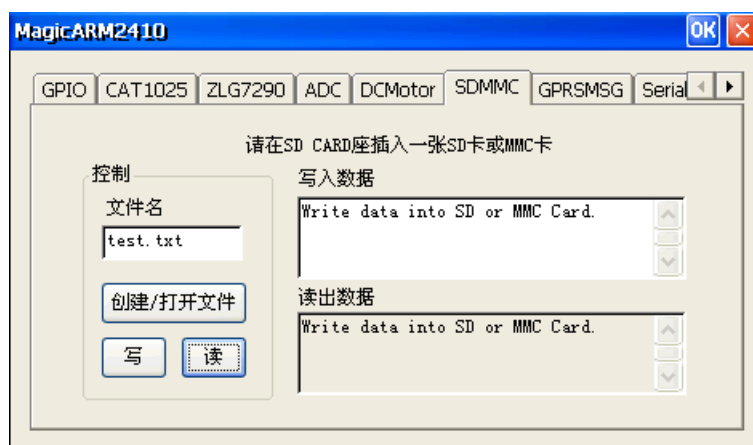 MagicARM2410 OK
GPIO CAT1025 ZLG7290 ADC DCMotor SDMMC GPRSMSG Serial
请在SD CARD座插入一张SD卡或MMC卡
控制
写入数据
文件名
Write data into SD or MMC Card.
test.txt
创建/打开文件
读出数据
Write data into SD or MMC Card.
写 读